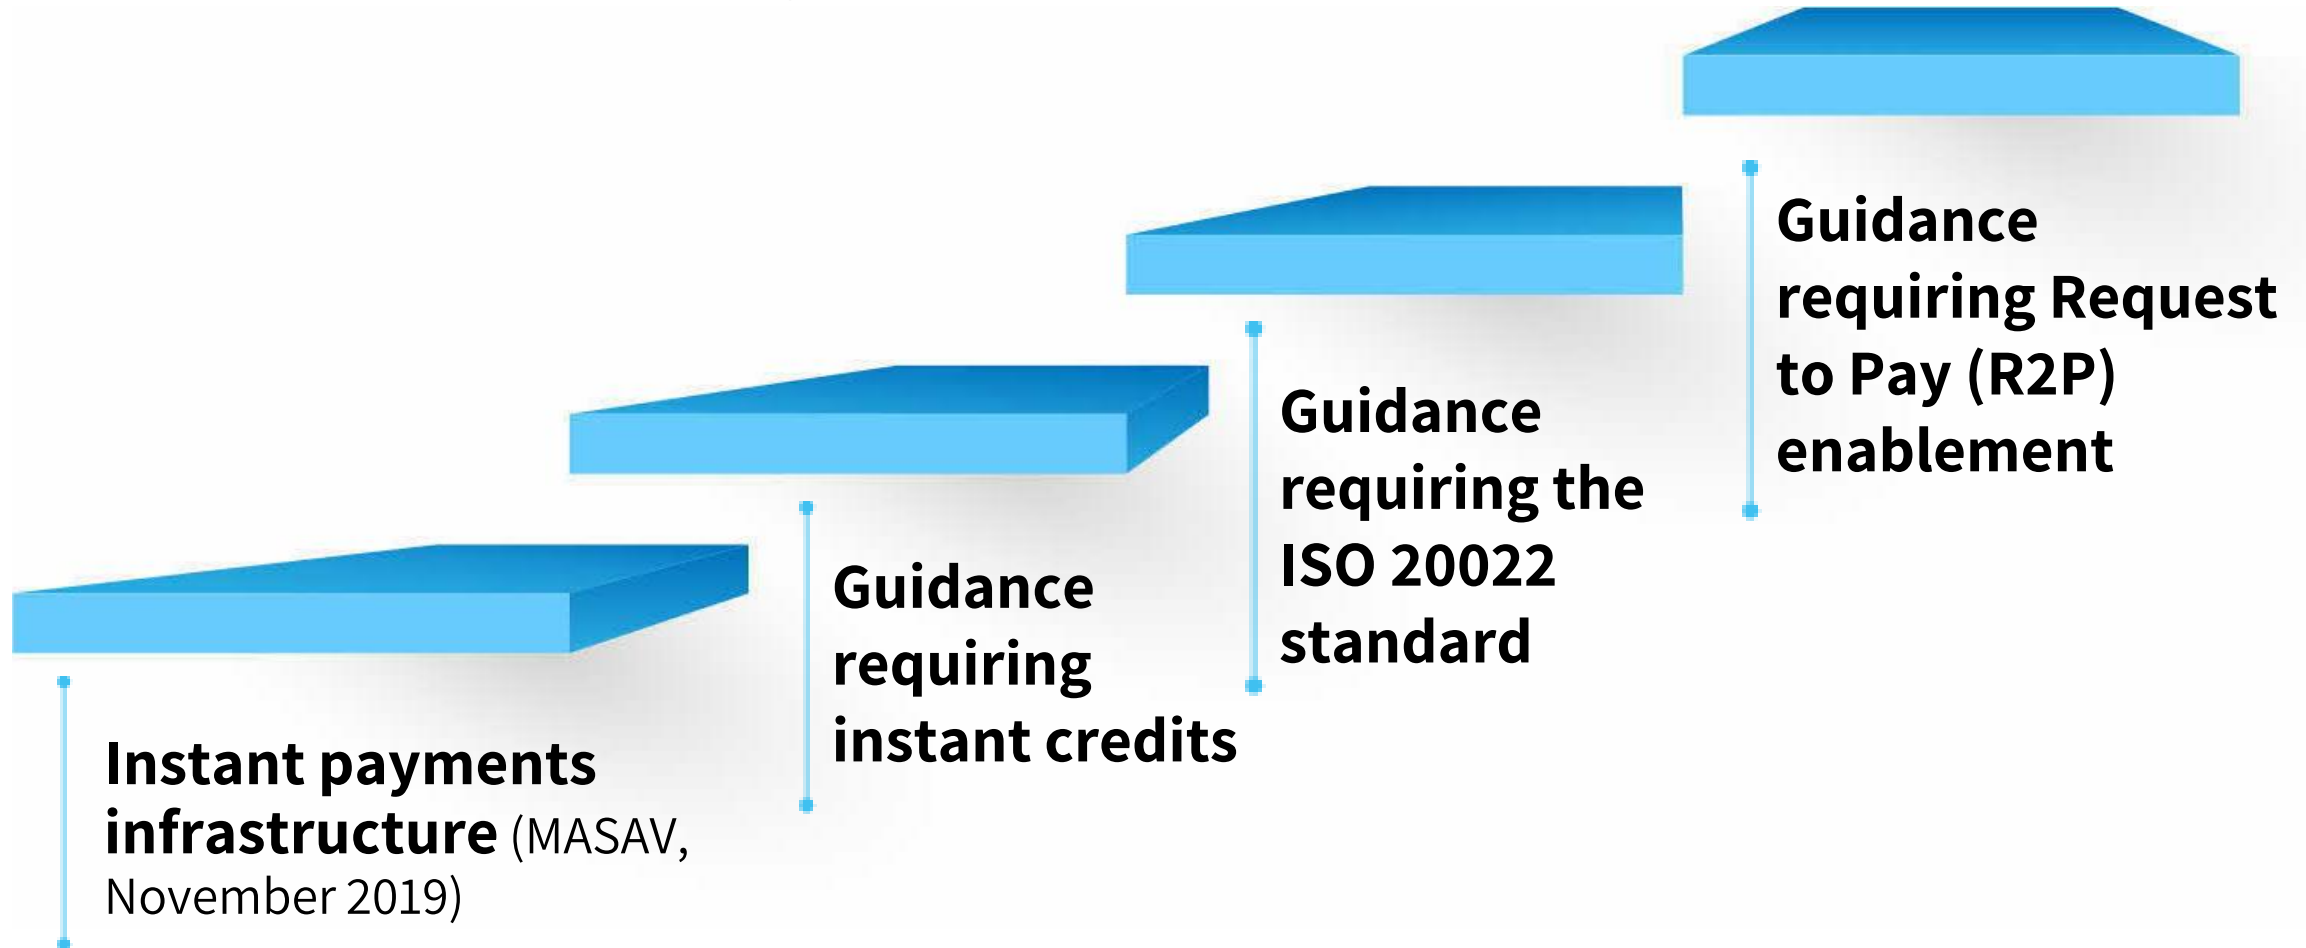 Instant payments
infrastructure (MASAV,
November 2019)
Guidance
requiring
instant credits
Guidance
requiring the
ISO 20022
standard
Guidance
requiring Request
to Pay (R2P)
enablement